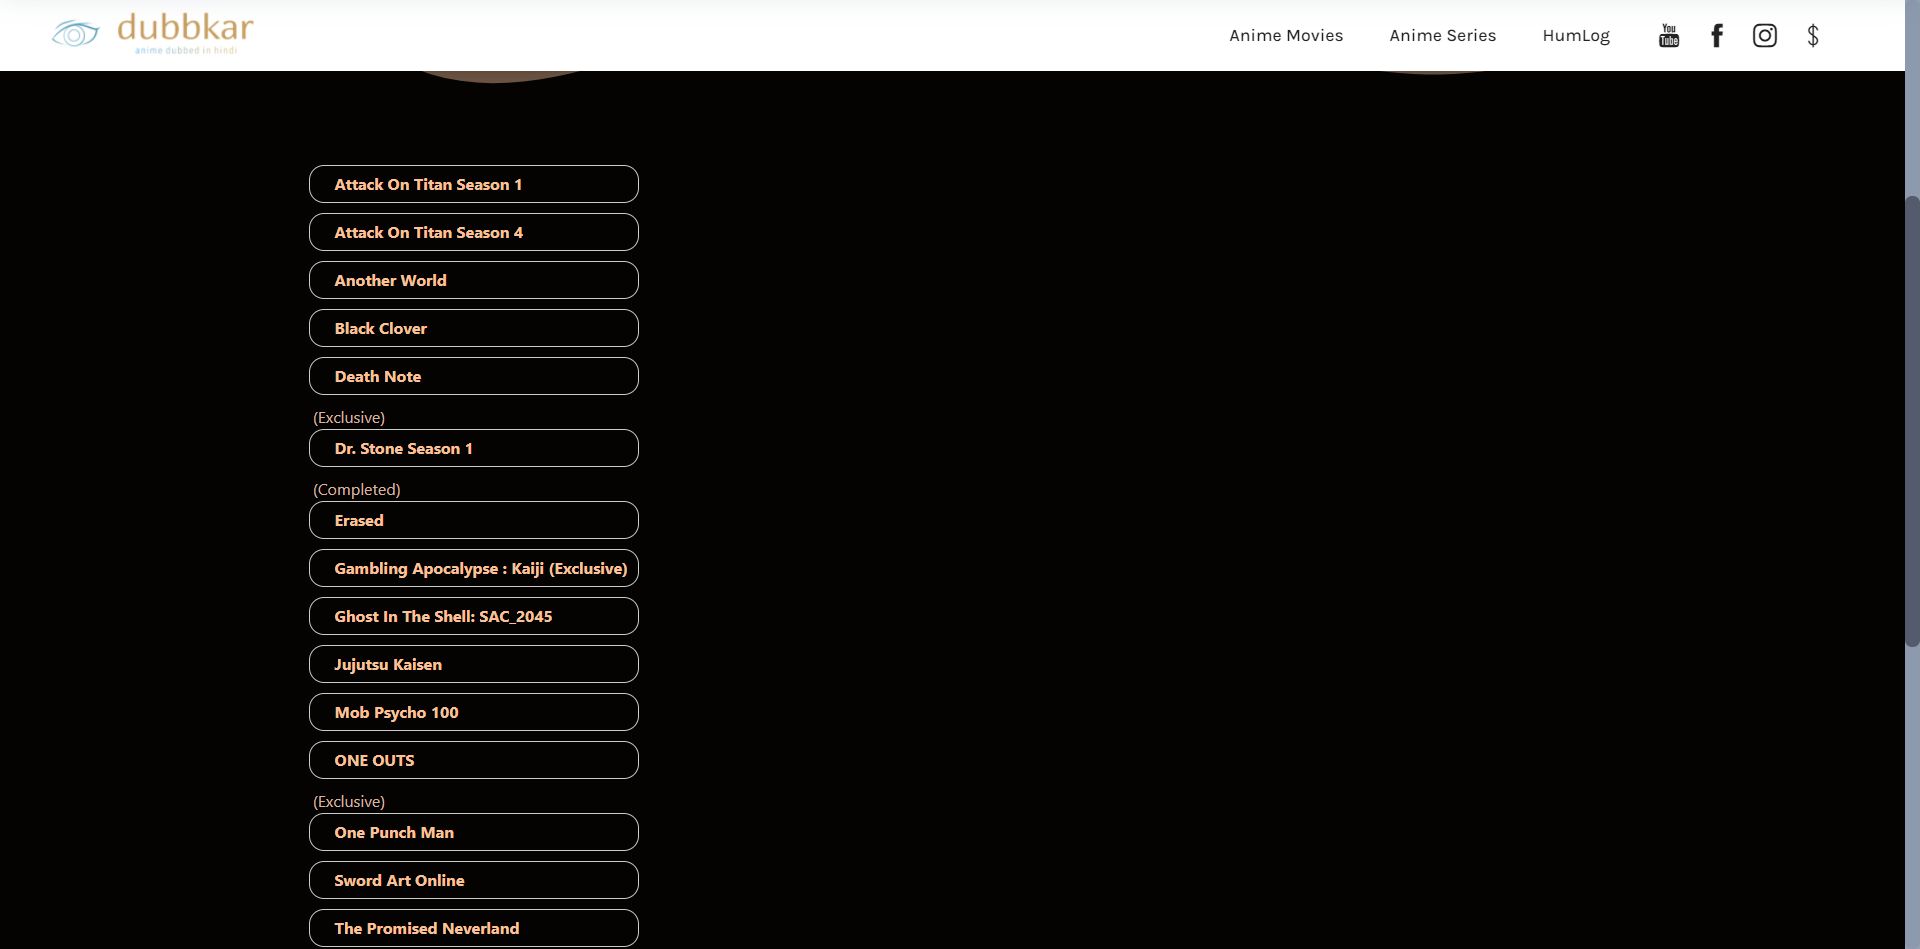 dubbkar
anime dubbed in hindi
Anime Movies
Anime Series
HumLog
You
Tube
f
$
Attack On Titan Season 1
Attack On Titan Season 4
Another World
Black Clover
Death Note
(Exclusive)
Dr. Stone Season 1
(Completed)
Erased
Gambling Apocalypse : Kaiji (Exclusive)
Ghost In The Shell: SAC_2045
Jujutsu Kaisen
Mob Psycho 100
ONE OUTS
(Exclusive)
One Punch Man
Sword Art Online
The Promised Neverland